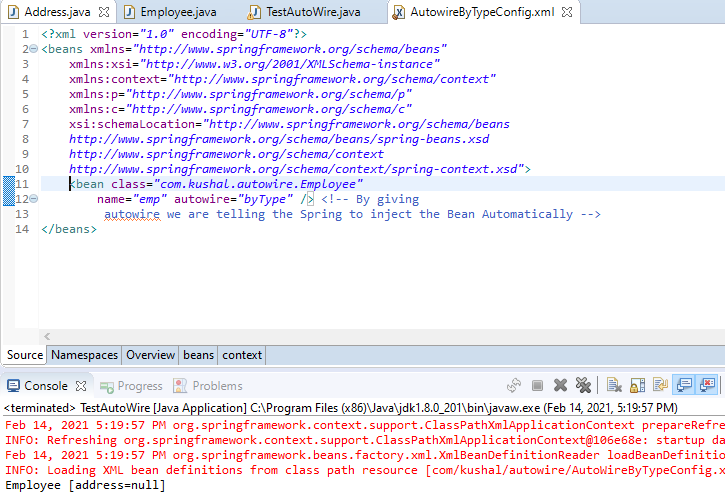 Address.java Employee.java TestAutoWire.java AutowireByTypeConfig.xml
1 <?xml version="1.0" encoding="UTF-8"?>
2 <beans xmlns="http://www.springframework.org/schema/beans"
3 xmlns:xsi="http://www.w3.org/2001/XMLSchema-instance"
4 xmlns:context="http://www.springframework.org/schema/context"
5 xmlns:p="http://www.springframework.org/schema/p"
6 xmlns:c="http://www.springframework.org/schema/c"
7 xsi:schemaLocation="http://www.springframework.org/schema/beans
8 http://www.springframework.org/schema/beans/spring-beans.xsd
9 http://www.springframework.org/schema/context
10 http://www.springframework.org/schema/context/spring-context.xsd">
11 <bean class="com.kushal.autowire.Employee"
12 name="emp" autowire="byType" /> <!-- By giving
13 autowire we are telling the Spring to inject the Bean Automatically -->
14 </beans>
Source Namespaces Overview beans context
Console Progress Problems
<terminated> TestAutoWire [Java Application] C:\Program Files (x86)\Java\jdk1.8.0_201\bin\javaw.exe (Feb 14, 2021, 5:19:57 PM)
Feb 14, 2021 5:19:57 PM org.springframework.context.support.ClassPathXmlApplicationContext prepareRefre
INFO: Refreshing org.springframework.context.support.ClassPathXmlApplicationContext@106e68e: startup da
Feb 14, 2021 5:19:57 PM org.springframework.beans.factory.xml.XmlBeanDefinitionReader loadBeanDefinitio
INFO: Loading XML bean definitions from class path resource [com/kushal/autowire/AutoWireByTypeConfig.x
Employee [address=null]